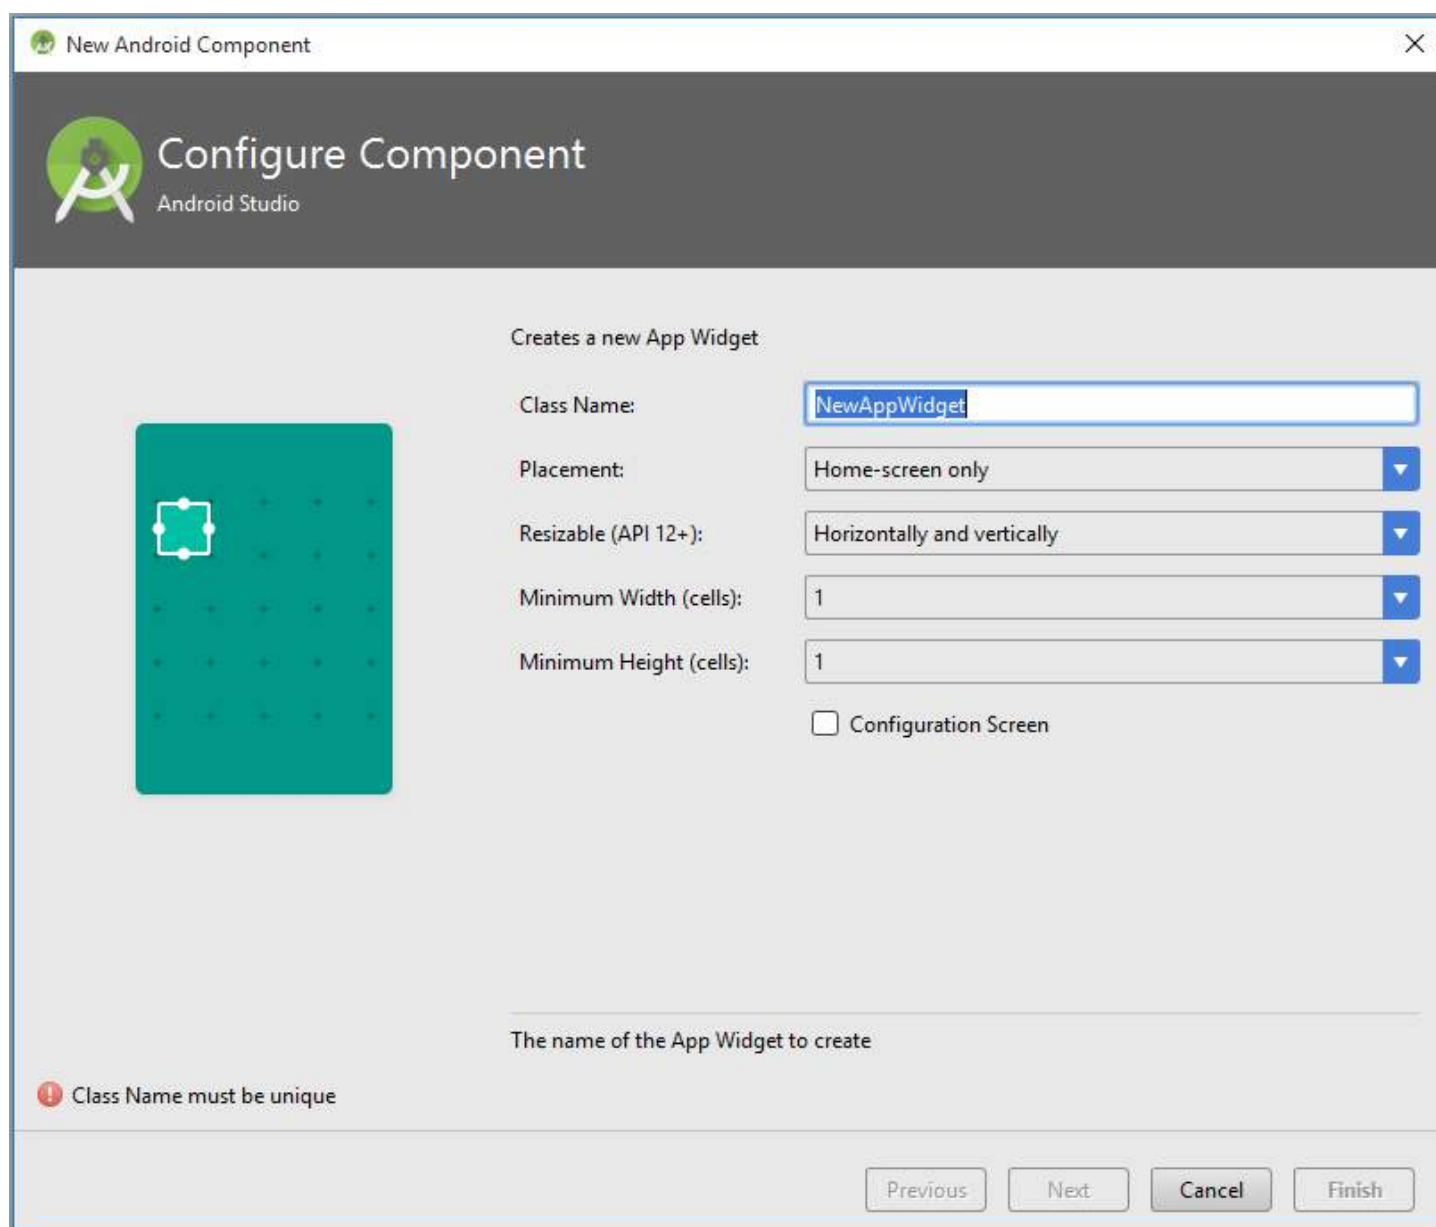 New Android Component
Configure Component
Android Studio
Creates a new App Widget
Class Name: NewAppWidget
Placement: Home-screen only
Resizable (API 12+): Horizontally and vertically
Minimum Width (cells): 1
Minimum Height (cells): 1
Configuration Screen
The name of the App Widget to create
Class Name must be unique
Previous Next Cancel Finish